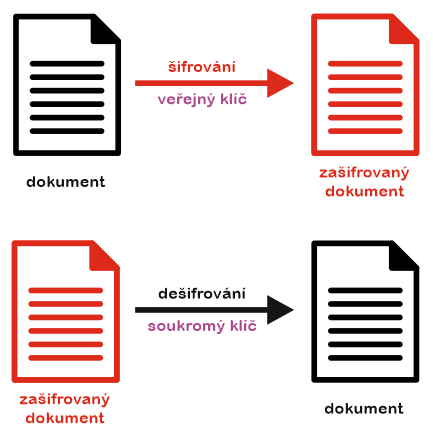 šifrování
veřejný klíč
dokument
zašifrovaný
dokument
dešifrování
soukromý klíč
zašifrovaný
dokument
dokument